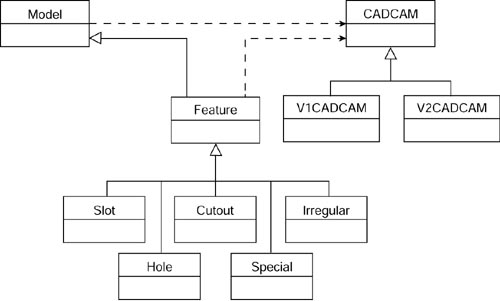 Model
CADCAM
Feature
V1CADCAM
V2CADCAM
Slot
Cutout
Irregular
Hole
Special